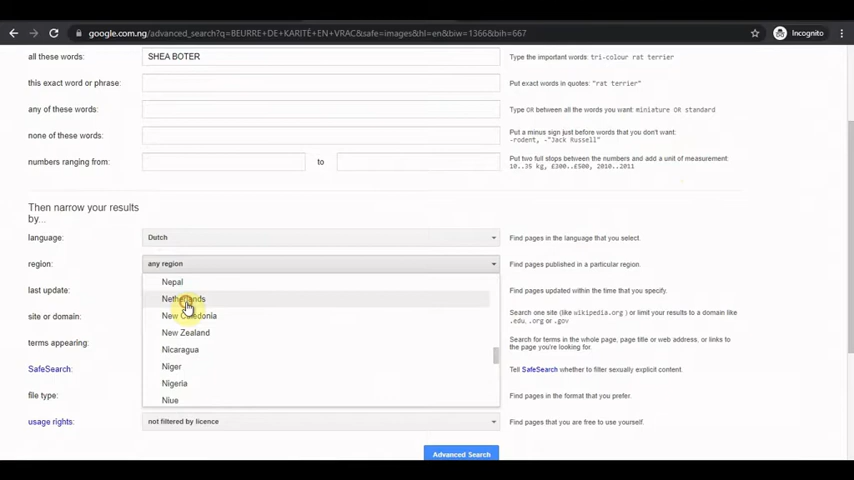 google.com.ng/advanced_search?q=BEURRE+DE+KARITÉ+EN+VRAC&safe=images&hl=en&biw=1366&bih=667
Incognito
all these words: SHEA BOTER Type the important words: tri-colour rat terrier
this exact word or phrase: Put exact words in quotes: "rat terrier"
any of these words: Type OR between all the words you want: miniature OR standard
none of these words: Put a minus sign just before words that you don't want:
-rodent, -"Jack Russell"
numbers ranging from: to Put two full stops between the numbers and add a unit of measurement:
10..35 kg, £300..£500, 2010..2011
Then narrow your results
by...
language: Dutch Find pages in the language that you select.
region: any region Find pages published in a particular region.
Nepal
last update: Netherlands Find pages updated within the time that you specify.
site or domain: New Caledonia Search one site (like wikipedia.org ) or limit your results to a domain like
.edu, .org or .gov
New Zealand
terms appearing: Nicaragua Search for terms in the whole page, page title or web address, or links to
the page you're looking for.
SafeSearch Niger Tell SafeSearch whether to filter sexually explicit content.
Nigeria
file type: Niue Find pages in the format that you prefer.
usage rights: not filtered by licence Find pages that you are free to use yourself.
Advanced Search